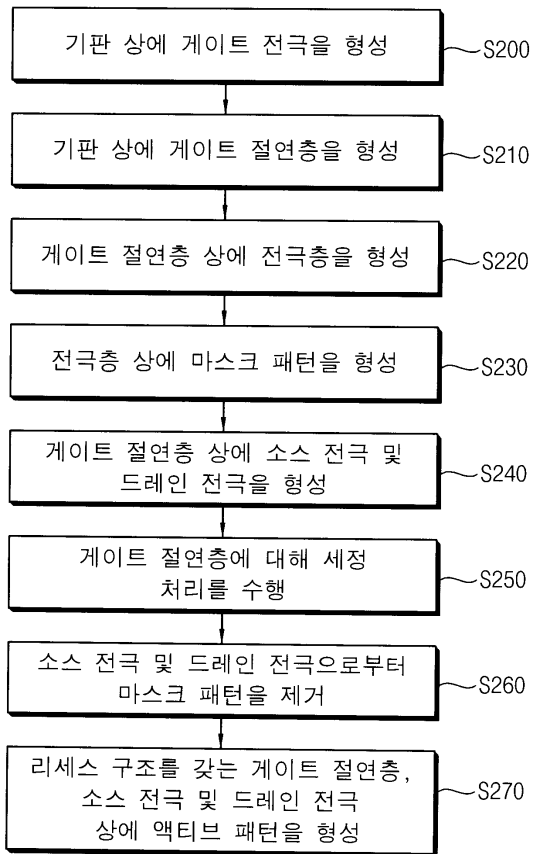 기판 상에 게이트 전극을 형성
S200
기판 상에 게이트 절연층을 형성
S210
게이트 절연층 상에 전극층을 형성
S220
전극층 상에 마스크 패턴을 형성
S230
게이트 절연층 상에 소스 전극 및
드레인 전극을 형성
S240
게이트 절연층에 대해 세정
처리를 수행
S250
소스 전극 및 드레인 전극으로부터
마스크 패턴을 제거
S260
리세스 구조를 갖는 게이트 절연층,
소스 전극 및 드레인 전극
상에 액티브 패턴을 형성
S270